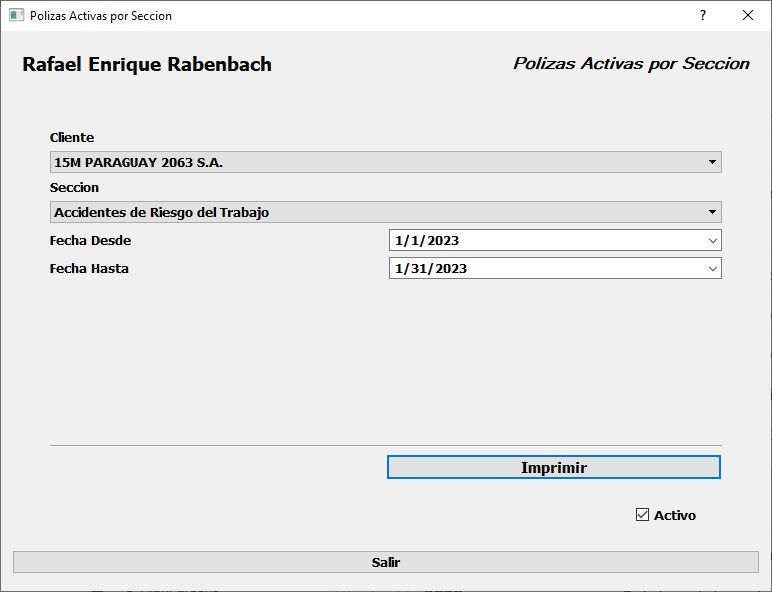 Polizas Activas por Seccion
?
Rafael Enrique Rabenbach
Polizas Activas por Seccion
Cliente
15M PARAGUAY 2063 S.A.
Seccion
Accidentes de Riesgo del Trabajo
Fecha Desde 1/1/2023
Fecha Hasta 1/31/2023
Imprimir
Activo
Salir